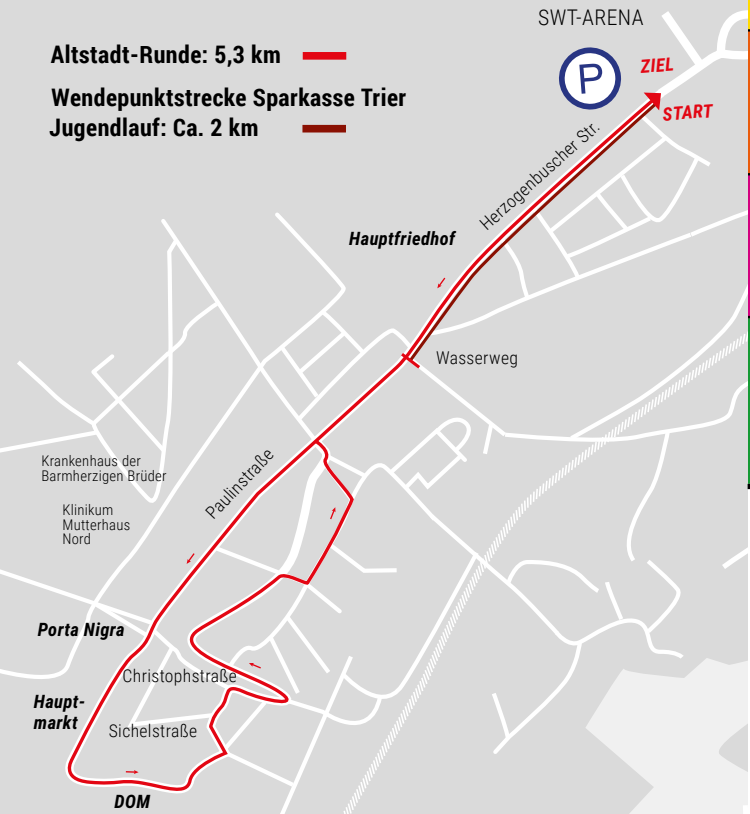 SWT-ARENA
Altstadt-Runde: 5,3 km
P
ZIEL
Wendepunktstrecke Sparkasse Trier
Jugendlauf: Ca. 2 km
START
Herzogenbuscher Str.
Hauptfriedhof
Wasserweg
Krankenhaus der
Barmherzigen Brüder
Paulinstraße
Klinikum
Mutterhaus
Nord
Porta Nigra
Christophstraße
Haupt-
markt
Sichelstraße
DOM